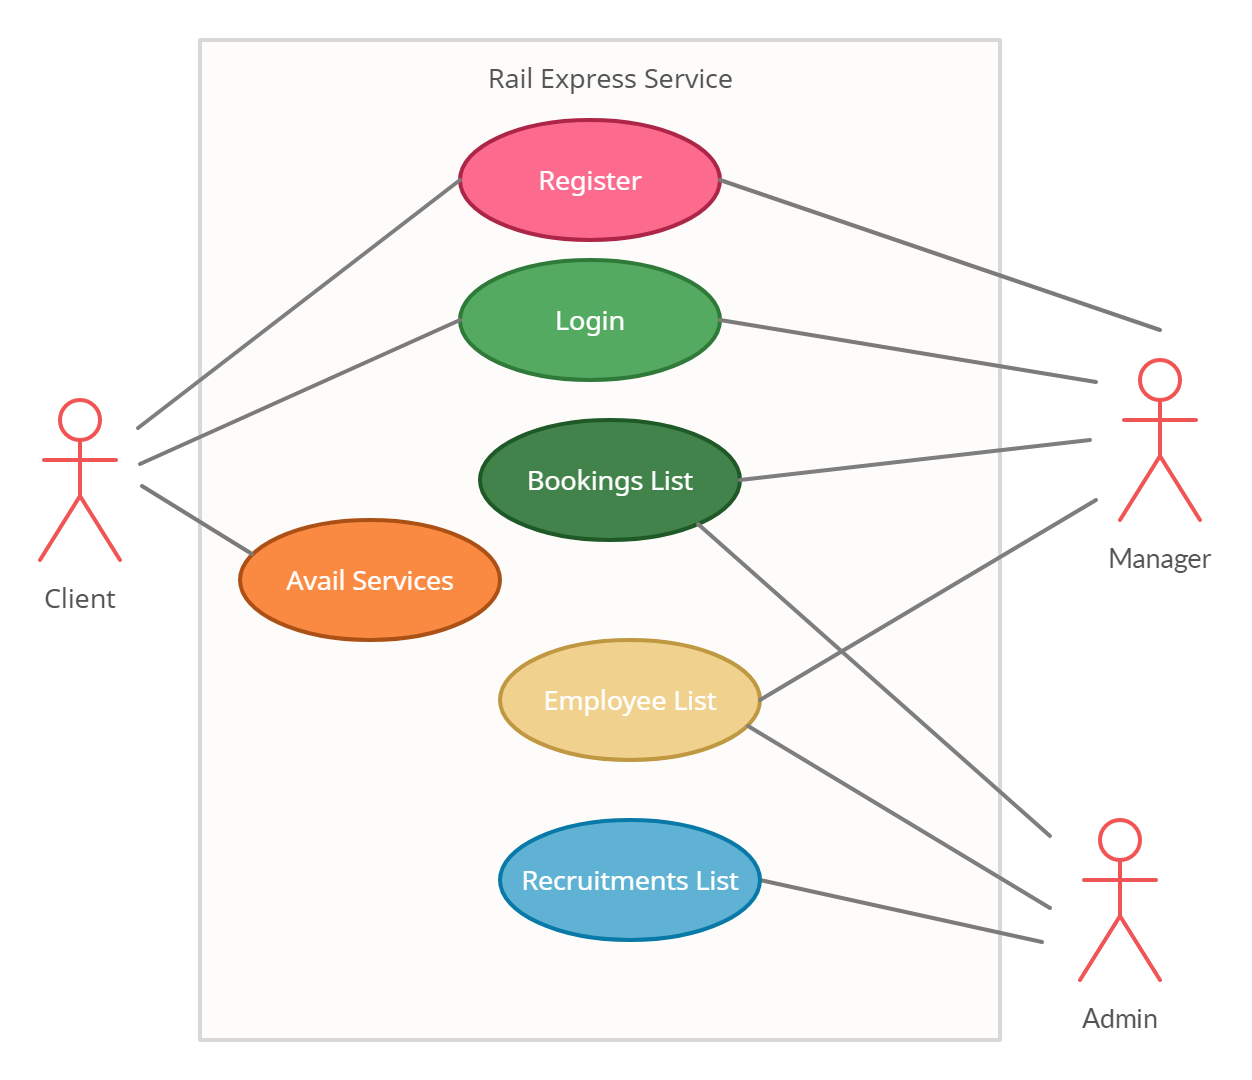 Rail Express Service
Register
Login
Bookings List
Avail Services
Employee List
Recruitments List
Client
Manager
Admin